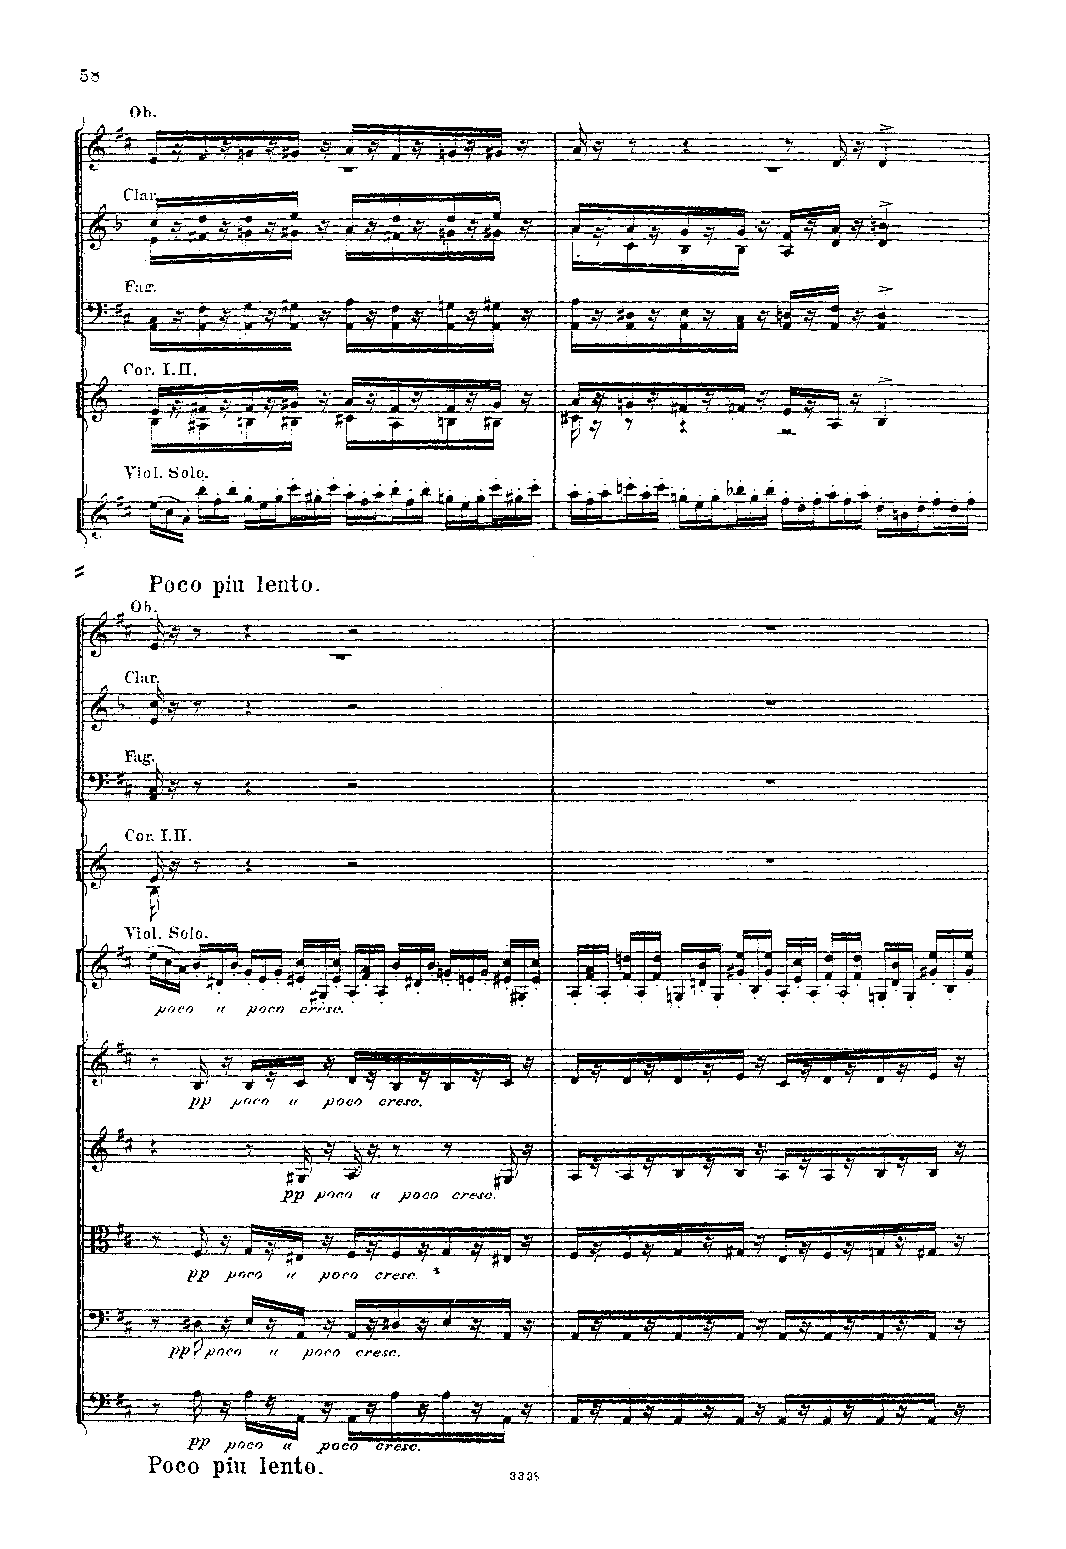 58
Ob.
Clar.
Fag.
Cor. I.II.
Viol. Solo.
Poco piu lento.
Ob.
Clar.
Fag.
Cor. I.II.
Viol. Solo.
poco a poco cresc.
pp poco a poco cresc.
pp poco a poco cresc.
pp poco a poco cresc.
pp poco a poco cresc.
pp poco a poco cresc.
Poco piu lento.